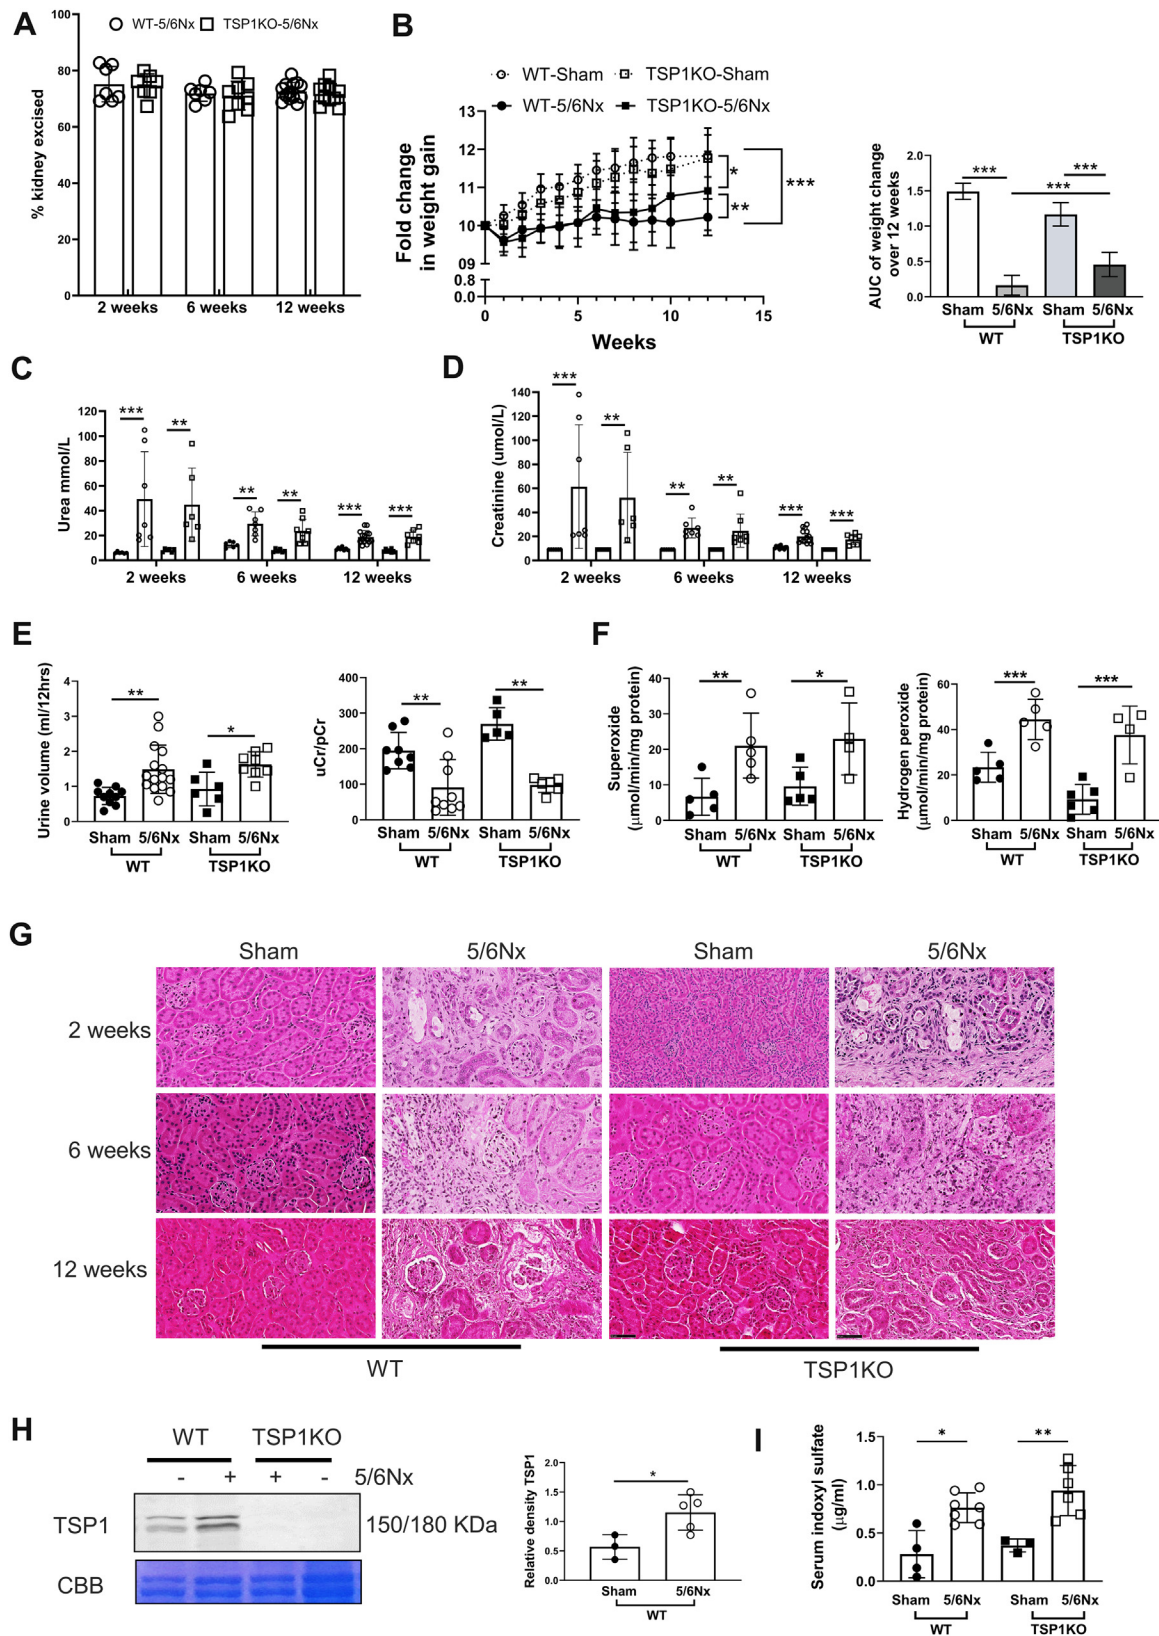 A
WT-5/6Nx TSP1KO-5/6Nx
% kidney excised
100
80
60
40
20
0
2 weeks 6 weeks 12 weeks
B
WT-Sham TSP1KO-Sham
WT-5/6Nx TSP1KO-5/6Nx
Fold change
in weight gain
13
12
11
10
09
0.8
0.0
0 5 10 15
Weeks
*
**
***
AUC of weight change
over 12 weeks
2.0
1.5
1.0
0.5
0.0
*** *** ***
Sham 5/6Nx Sham 5/6Nx
WT TSP1KO
C
Urea mmol/L
120
100
80
60
40
20
0
*** ** ** ** *** ***
2 weeks 6 weeks 12 weeks
D
Creatinine (umol/L)
140
120
100
80
60
40
20
0
*** ** ** ** *** ***
2 weeks 6 weeks 12 weeks
E
Urine volume (ml/12hrs)
4
3
2
1
0
** *
Sham 5/6Nx Sham 5/6Nx
WT TSP1KO
uCr/pCr
400
300
200
100
0
** **
Sham 5/6Nx Sham 5/6Nx
WT TSP1KO
F
Superoxide
(μmol/min/mg protein)
40
30
20
10
0
** *
Sham 5/6Nx Sham 5/6Nx
WT TSP1KO
Hydrogen peroxide
(μmol/min/mg protein)
60
40
20
0
*** ***
Sham 5/6Nx Sham 5/6Nx
WT TSP1KO
G
Sham 5/6Nx Sham 5/6Nx
2 weeks
6 weeks
12 weeks
WT TSP1KO
H
WT TSP1KO
- + + - 5/6Nx
TSP1 150/180 KDa
CBB
Relative density TSP1
2.0
1.5
1.0
0.5
0.0
*
Sham 5/6Nx
WT
I
Serum indoxyl sulfate
(μg/ml)
1.5
1.0
0.5
0.0
* **
Sham 5/6Nx Sham 5/6Nx
WT TSP1KO